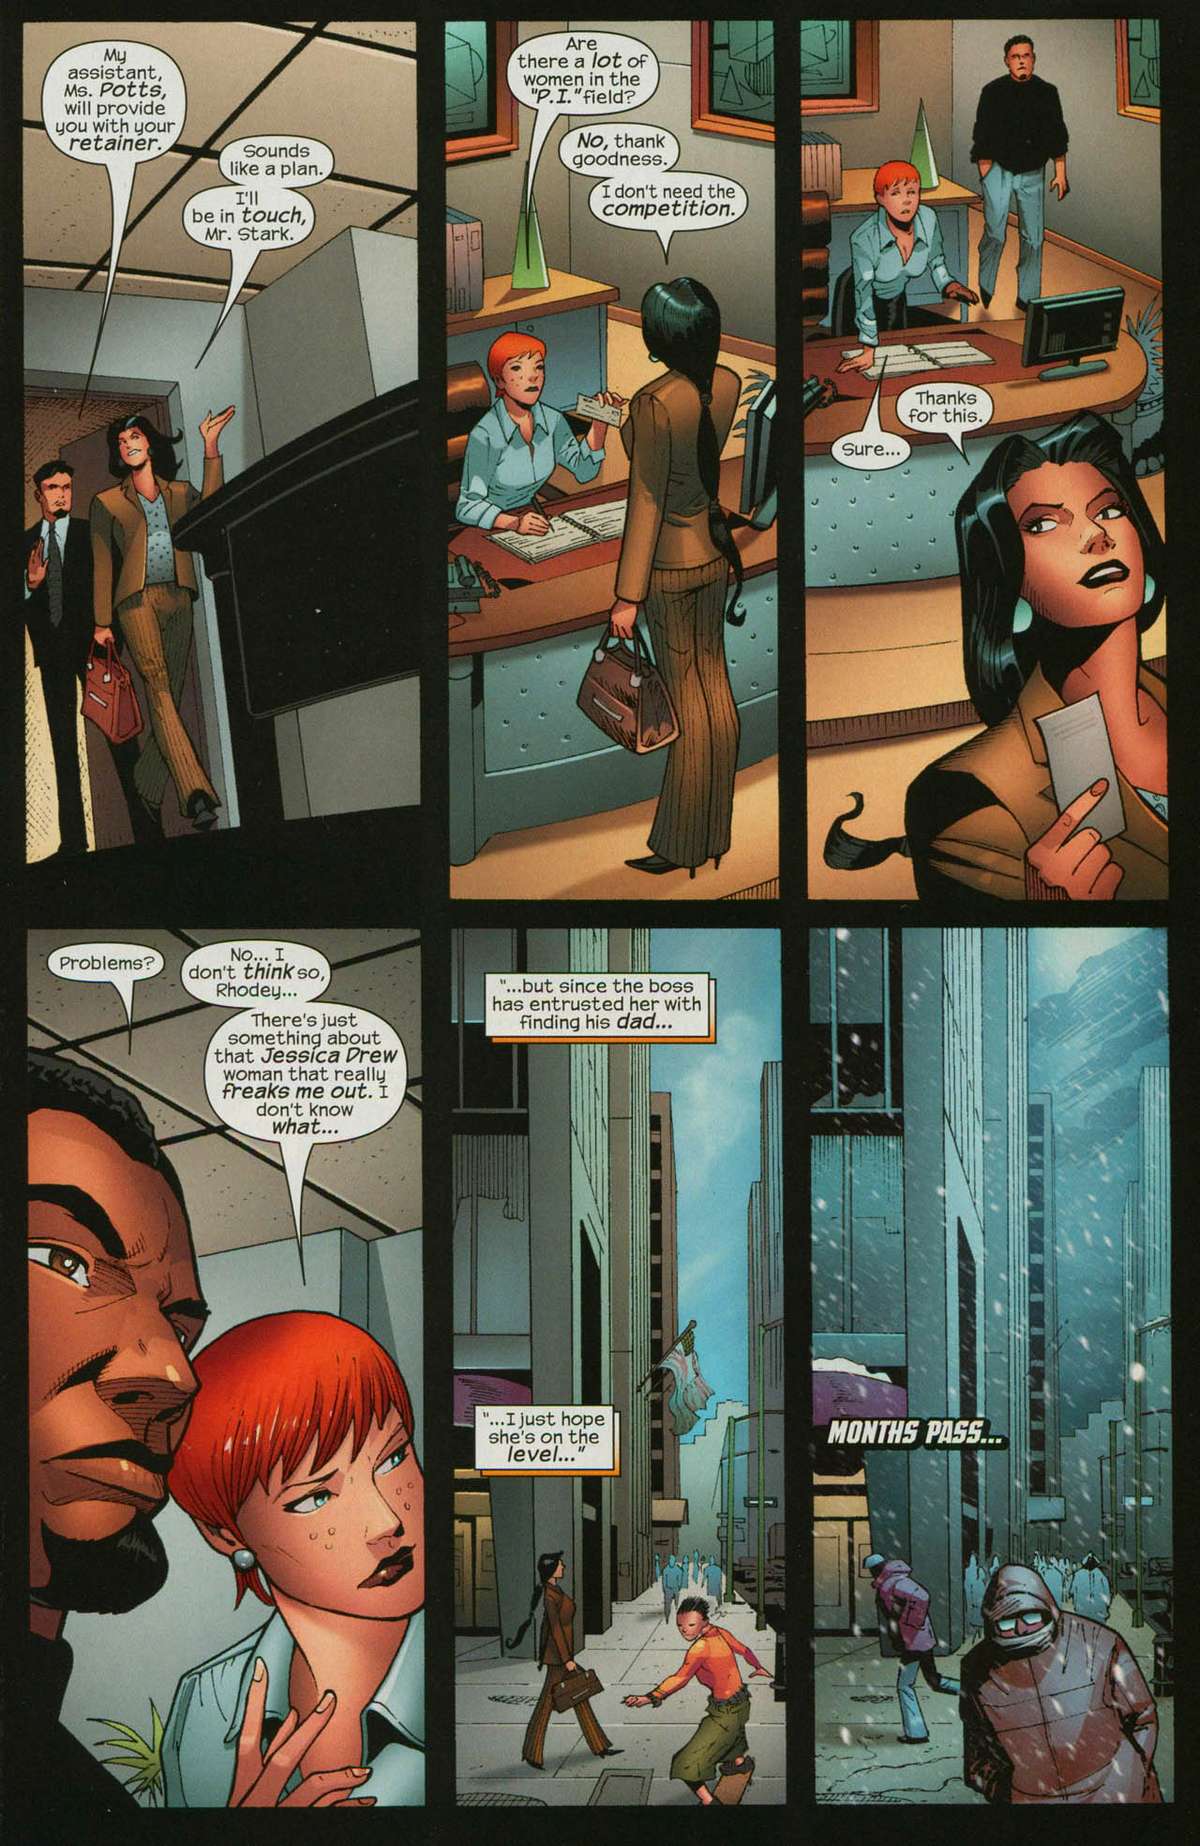 My
assistant,
Ms. Potts,
will provide
you with your
retainer.
Sounds
like a plan.
I'll
be in touch,
Mr. Stark.
Are
there a lot of
women in the
"P.I." field?
No, thank
goodness.
I don't need the
competition.
Sure...
Thanks
for this.
Problems?
No... I
don't think so,
Rhodey...
There's just
something about
that Jessica Drew
woman that really
freaks me out. I
don't know
what...
"...but since the boss
has entrusted her with
finding his dad...
"...I just hope
she's on the
level..."
MONTHS PASS...